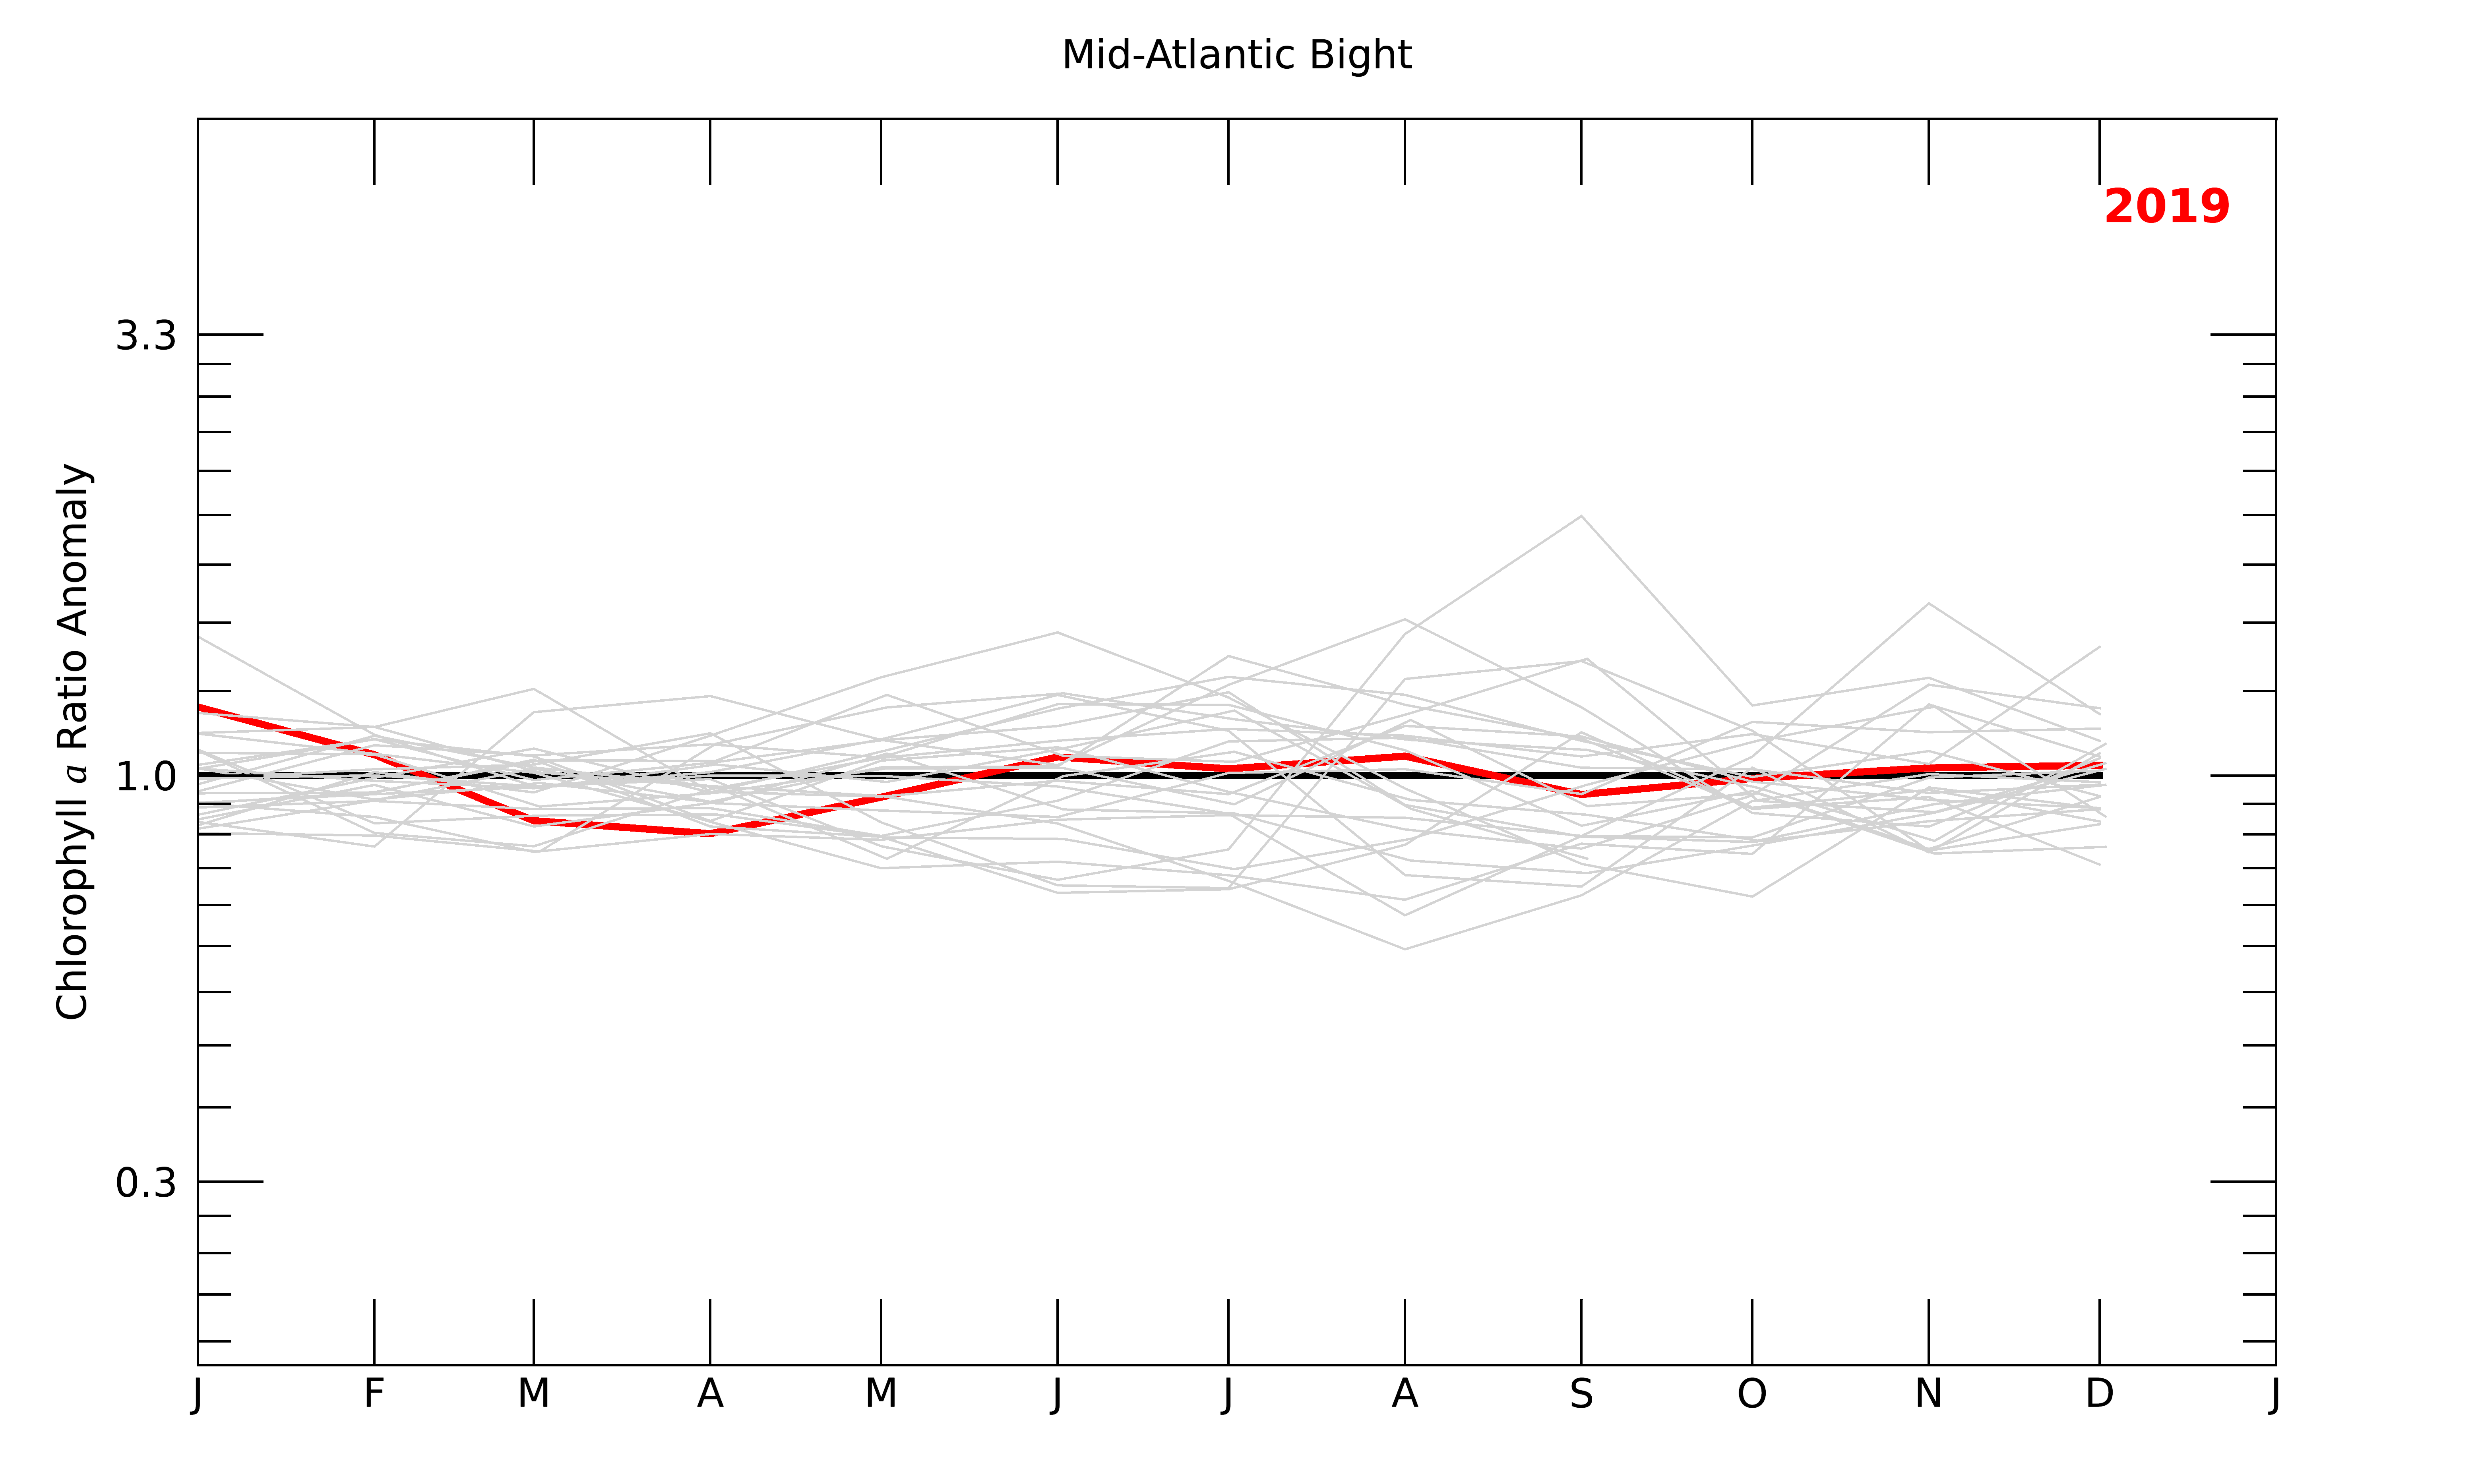 Mid-Atlantic Bight
2019
3.3
1.0
0.3
Chlorophyll a Ratio Anomaly
J F M A M J J A S O N D J